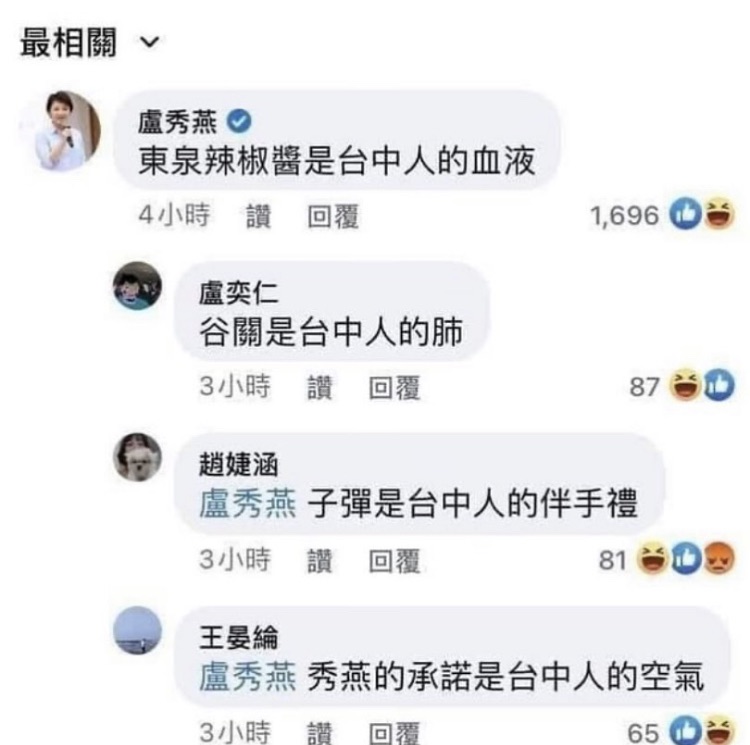 最相關
盧秀燕
東泉辣椒醬是台中人的血液
4小時 讚 回覆 1,696
盧奕仁
谷關是台中人的肺
3小時 讚 回覆 87
趙婕涵
盧秀燕 子彈是台中人的伴手禮
3小時 讚 回覆 81
王晏綸
盧秀燕 秀燕的承諾是台中人的空氣
3小時 讚 回覆 65